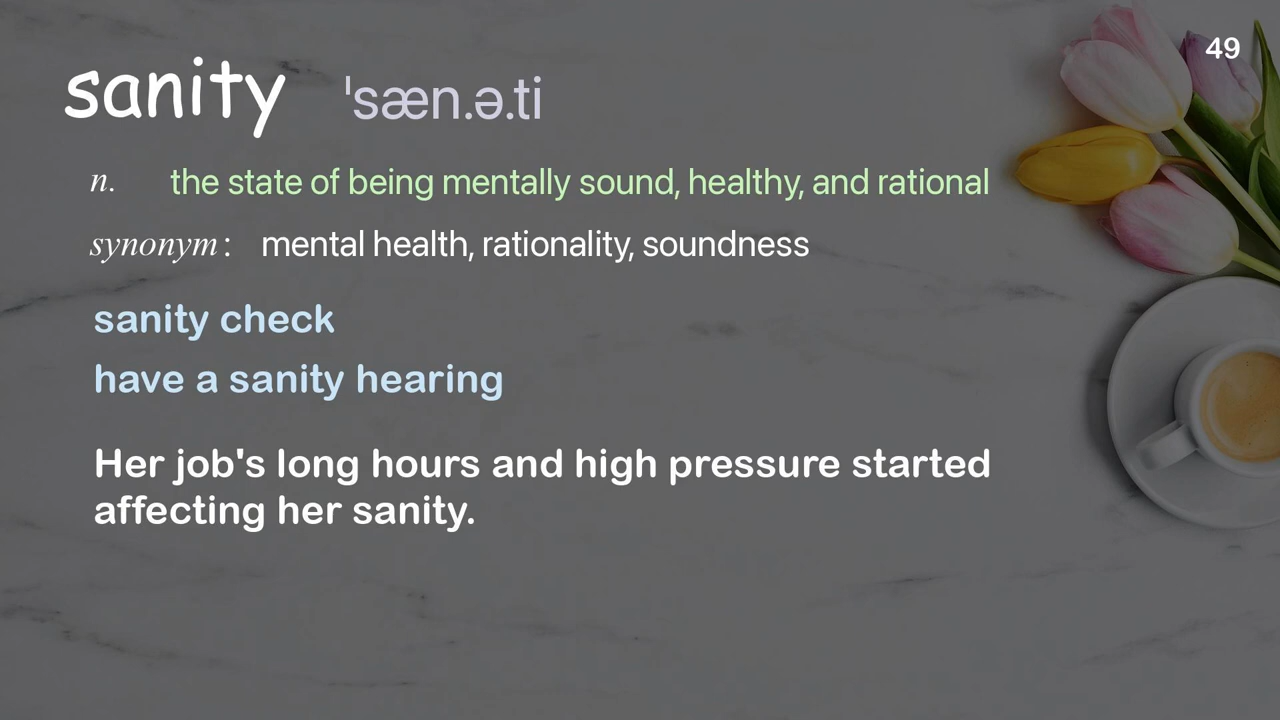 49
sanity ˈsæn.ə.ti
n. the state of being mentally sound, healthy, and rational
synonym: mental health, rationality, soundness
sanity check
have a sanity hearing
Her job's long hours and high pressure started
affecting her sanity.